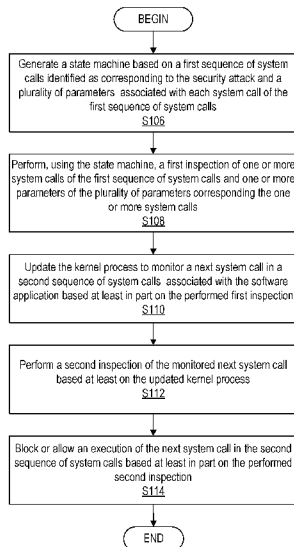 BEGIN
Generate a state machine based on a first sequence of system
calls identified as corresponding to the security attack and a
plurality of parameters associated with each system call of the
first sequence of system calls
S106
Perform, using the state machine, a first inspection of one or more
system calls of the first sequence of system calls and one or more
parameters of the plurality of parameters corresponding the one
or more system calls
S108
Update the kernel process to monitor a next system call in a
second sequence of system calls associated with the software
application based at least in part on the performed first inspection
S110
Perform a second inspection of the monitored next system call
based at least on the updated kernel process
S112
Block or allow an execution of the next system call in the second
sequence of system calls based at least in part on the performed
second inspection
S114
END